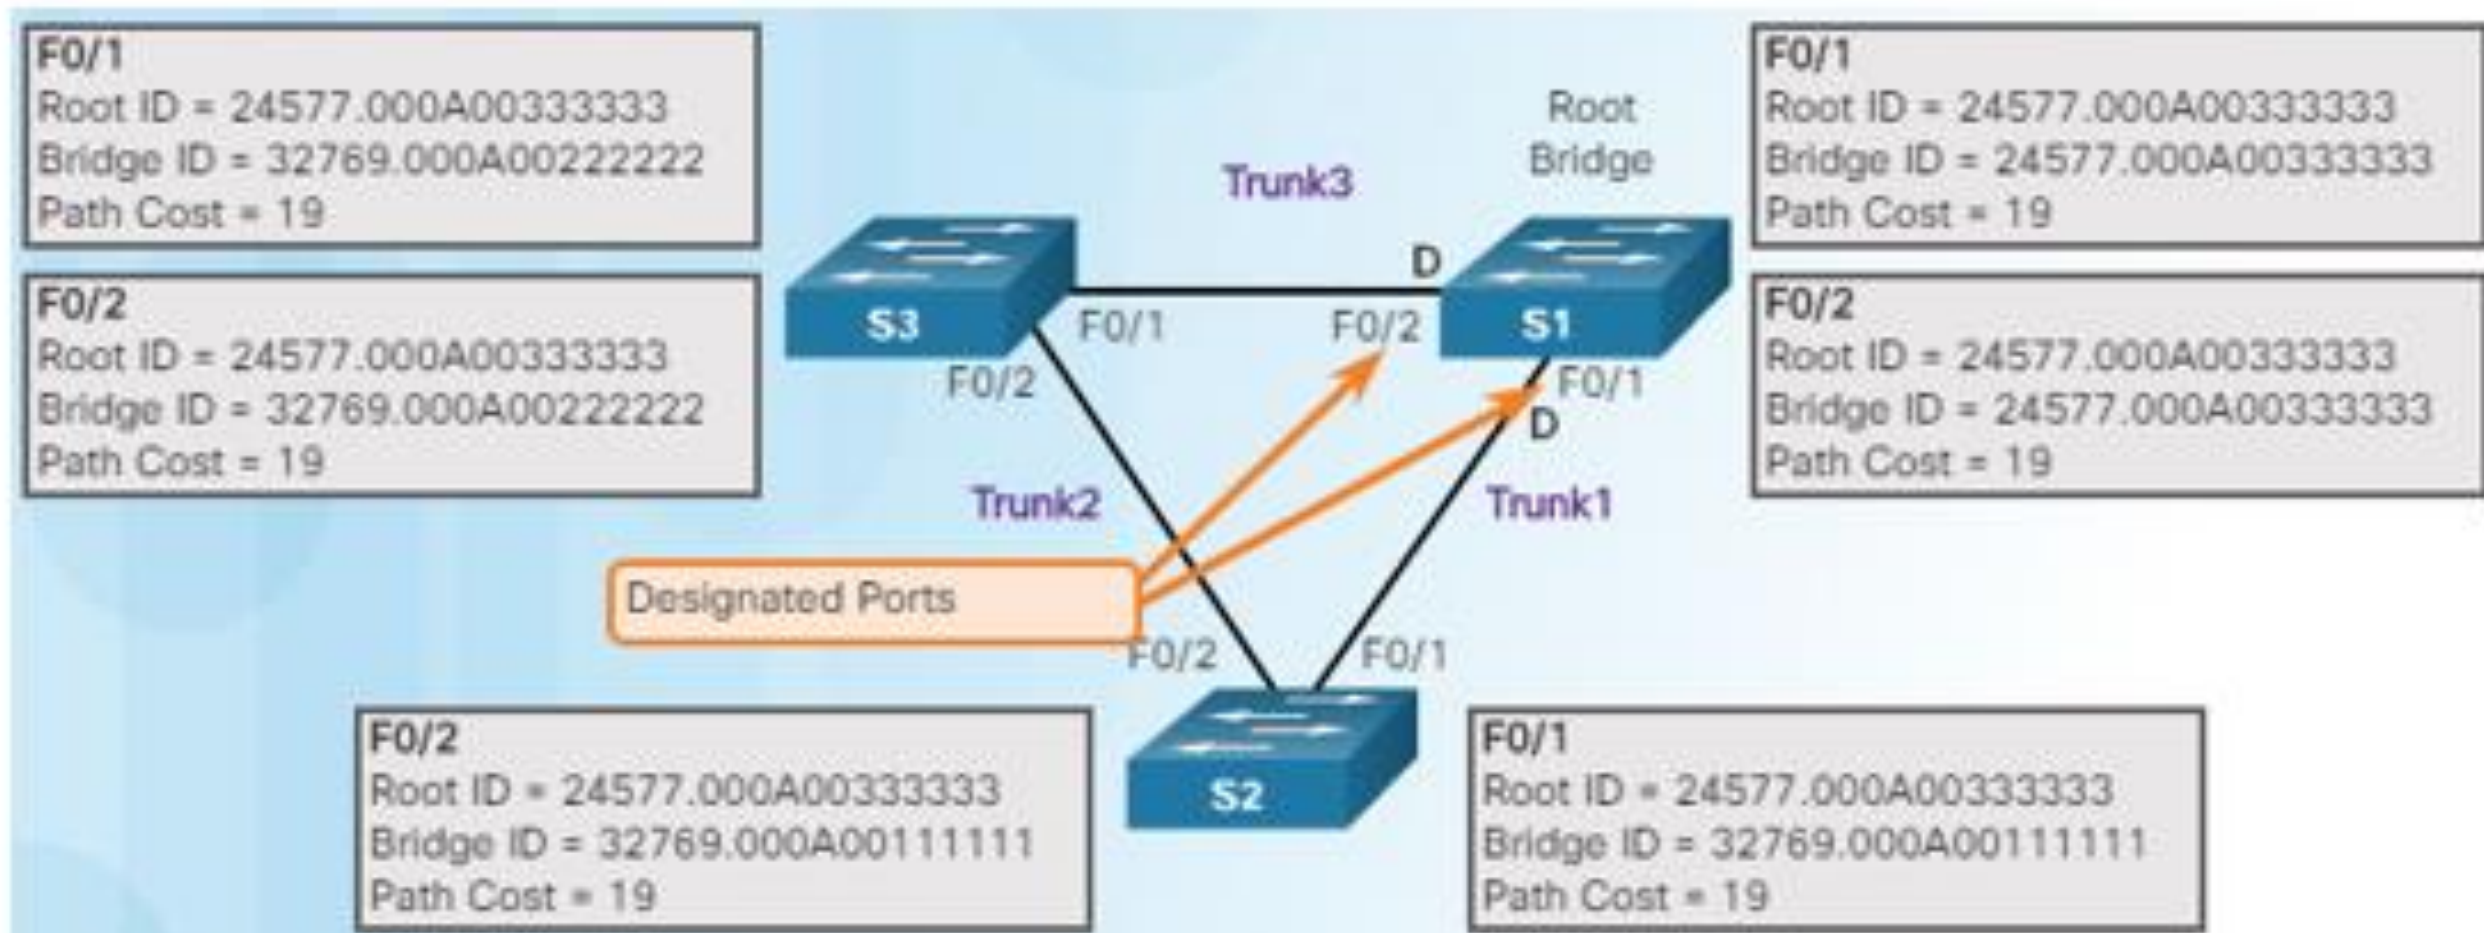 F0/1
Root ID = 24577.000A00333333
Bridge ID = 32769.000A00222222
Path Cost = 19
F0/2
Root ID = 24577.000A00333333
Bridge ID = 32769.000A00222222
Path Cost = 19
Root
Bridge
F0/1
Root ID = 24577.000A00333333
Bridge ID = 24577.000A00333333
Path Cost = 19
F0/2
Root ID = 24577.000A00333333
Bridge ID = 24577.000A00333333
Path Cost = 19
Trunk3
D
S3
F0/1
F0/2
S1
F0/2
F0/1
D
Trunk2
Trunk1
Designated Ports
F0/2
F0/1
S2
F0/2
Root ID = 24577.000A00333333
Bridge ID = 32769.000A00111111
Path Cost = 19
F0/1
Root ID = 24577.000A00333333
Bridge ID = 32769.000A00111111
Path Cost = 19